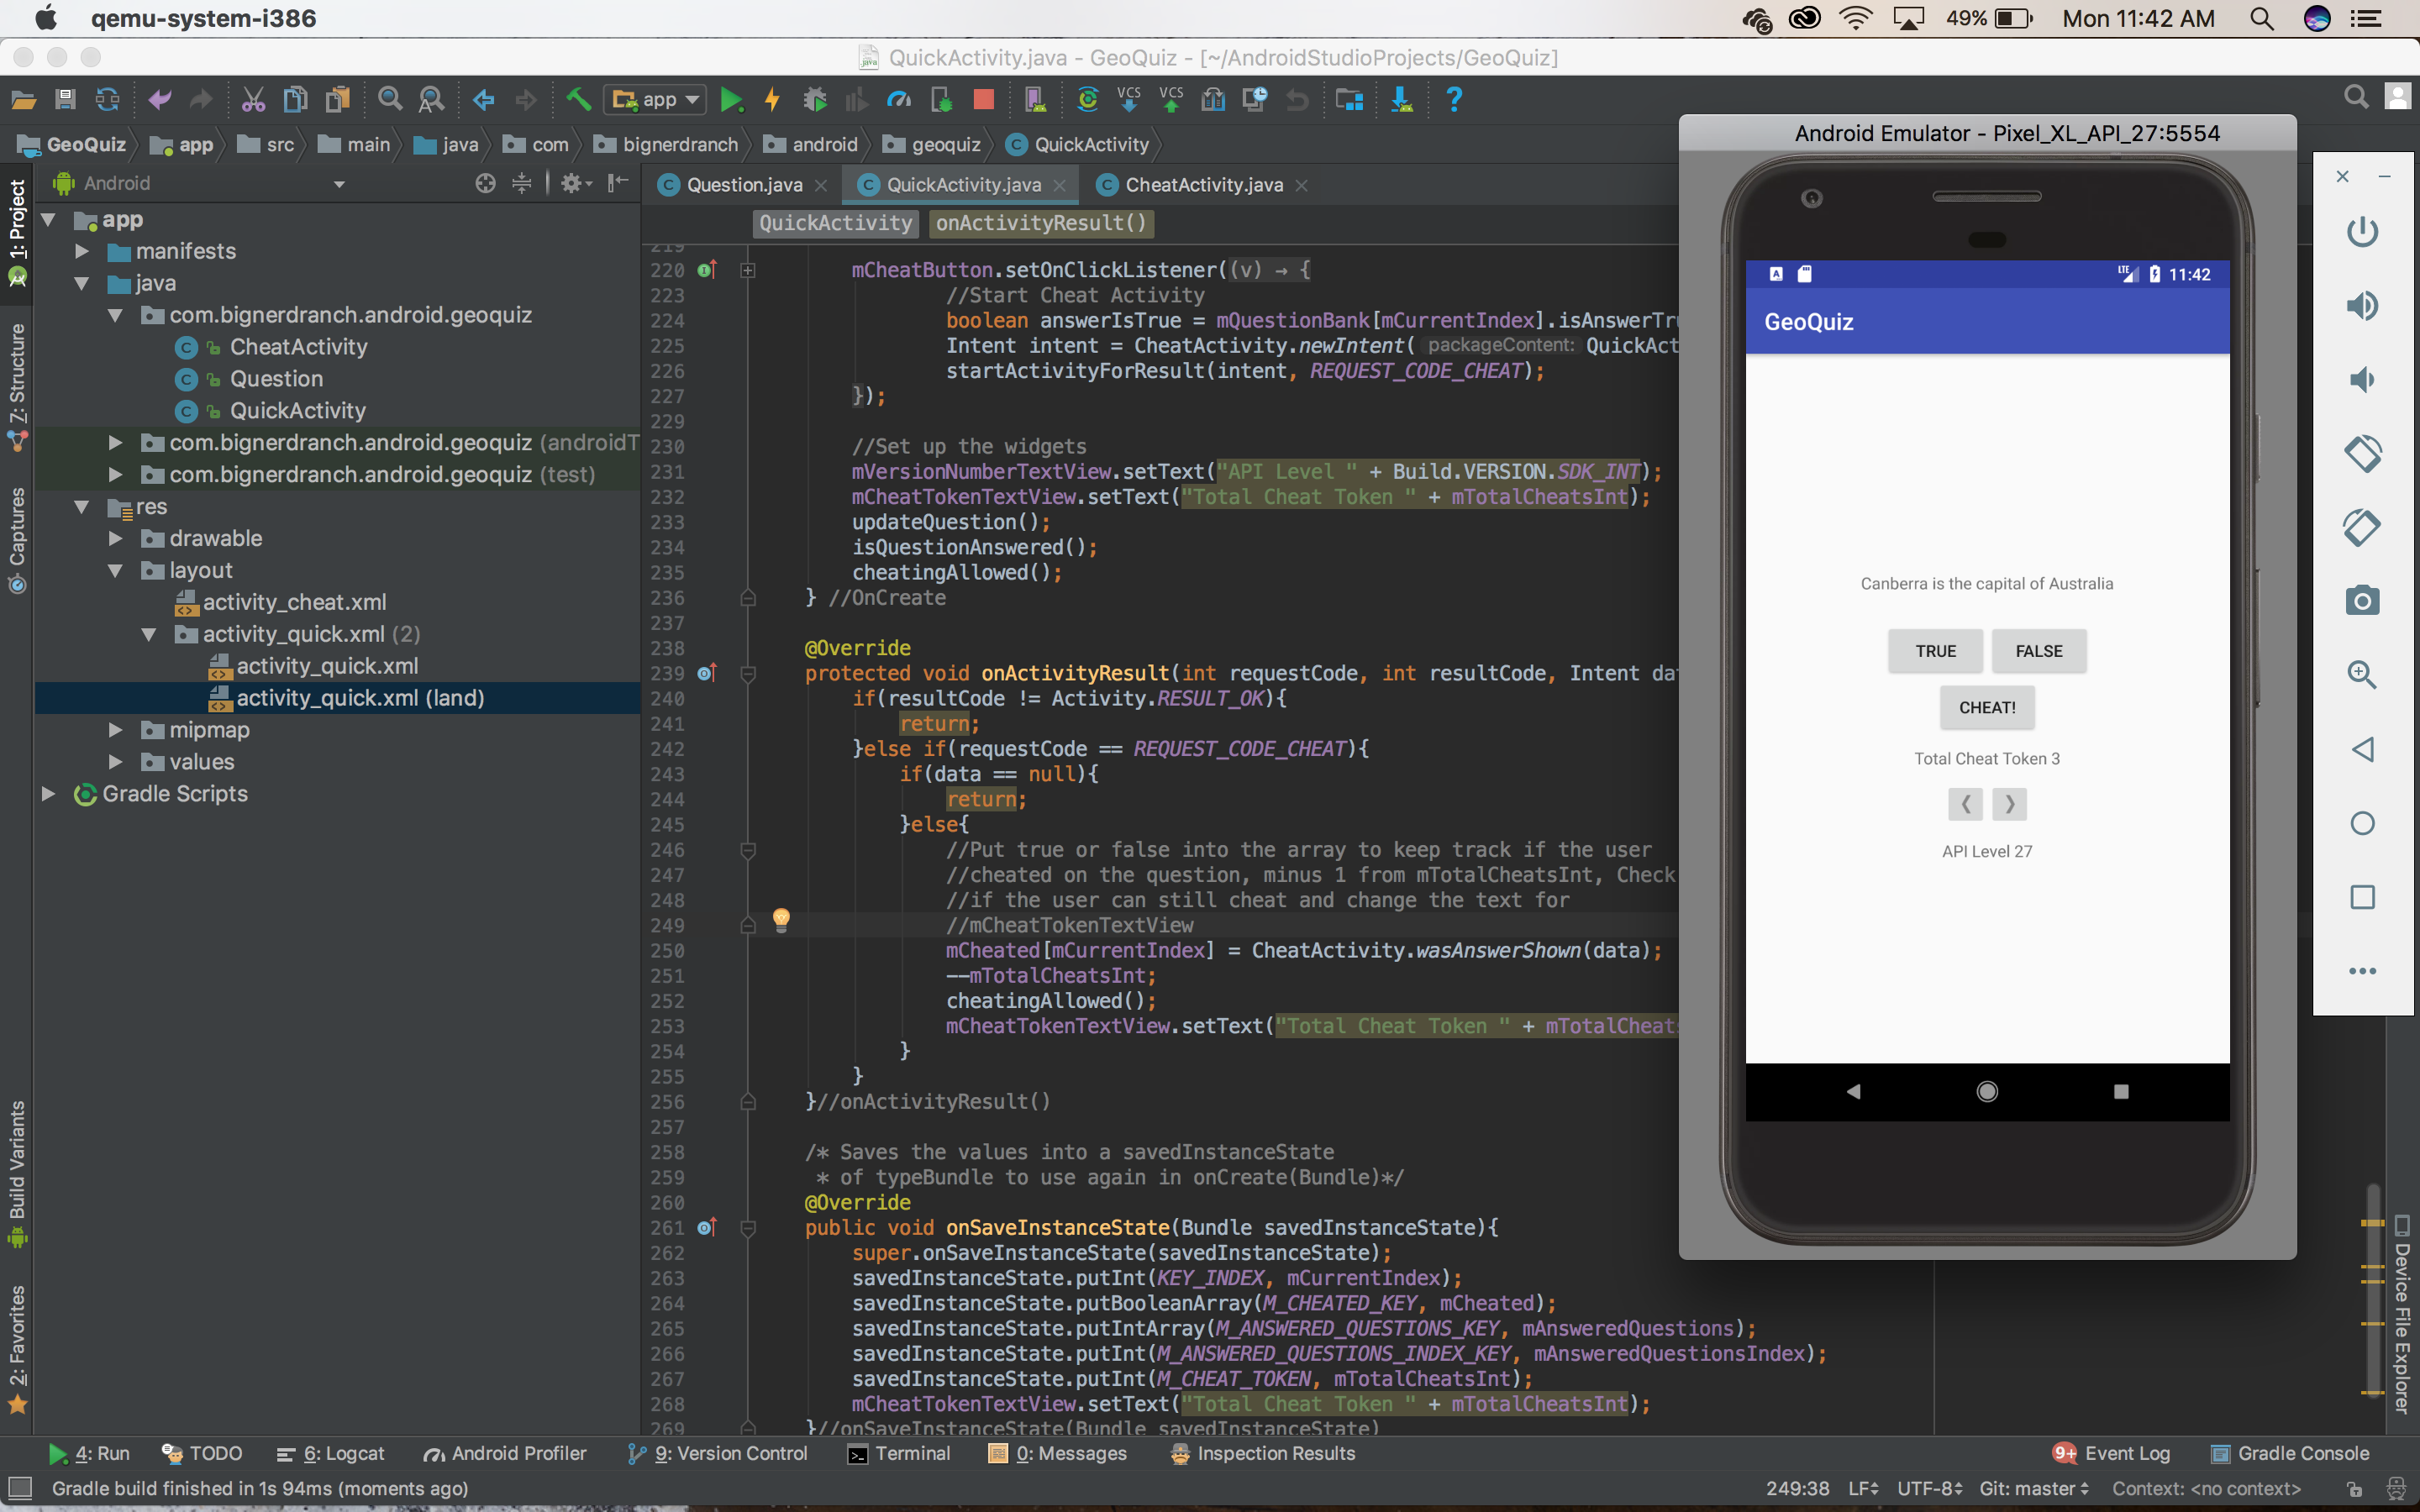 qemu-system-i386
49%
Mon 11:42 AM
QuickActivity.java - GeoQuiz - [~/AndroidStudioProjects/GeoQuiz]
app
VCS
VCS
GeoQuiz
app
src
main
java
com
bignerdranch
android
geoquiz
QuickActivity
1: Project
Z: Structure
Captures
Build Variants
2: Favorites
Android
app
manifests
java
com.bignerdranch.android.geoquiz
CheatActivity
Question
QuickActivity
com.bignerdranch.android.geoquiz (androidT
com.bignerdranch.android.geoquiz (test)
res
drawable
layout
activity_cheat.xml
activity_quick.xml (2)
activity_quick.xml
activity_quick.xml (land)
mipmap
values
Gradle Scripts
Question.java
QuickActivity.java
CheatActivity.java
QuickActivity
onActivityResult()
219
220 mCheatButton.setOnClickListener((v) → {
223 //Start Cheat Activity
224 boolean answerIsTrue = mQuestionBank[mCurrentIndex].isAnswerTru
225 Intent intent = CheatActivity.newIntent( packageContent: QuickAct
226 startActivityForResult(intent, REQUEST_CODE_CHEAT);
227 });
229
230 //Set up the widgets
231 mVersionNumberTextView.setText("API Level " + Build.VERSION.SDK_INT);
232 mCheatTokenTextView.setText("Total Cheat Token " + mTotalCheatsInt);
233 updateQuestion();
234 isQuestionAnswered();
235 cheatingAllowed();
236 } //OnCreate
237
238 @Override
239 protected void onActivityResult(int requestCode, int resultCode, Intent dat
240 if(resultCode != Activity.RESULT_OK){
241 return;
242 }else if(requestCode == REQUEST_CODE_CHEAT){
243 if(data == null){
244 return;
245 }else{
246 //Put true or false into the array to keep track if the user
247 //cheated on the question, minus 1 from mTotalCheatsInt, Check
248 //if the user can still cheat and change the text for
249 //mCheatTokenTextView
250 mCheated[mCurrentIndex] = CheatActivity.wasAnswerShown(data);
251 --mTotalCheatsInt;
252 cheatingAllowed();
253 mCheatTokenTextView.setText("Total Cheat Token " + mTotalCheats
254 }
255 }
256 }//onActivityResult()
257
258 /* Saves the values into a savedInstanceState
259 * of typeBundle to use again in onCreate(Bundle)*/
260 @Override
261 public void onSaveInstanceState(Bundle savedInstanceState){
262 super.onSaveInstanceState(savedInstanceState);
263 savedInstanceState.putInt(KEY_INDEX, mCurrentIndex);
264 savedInstanceState.putBooleanArray(M_CHEATED_KEY, mCheated);
265 savedInstanceState.putIntArray(M_ANSWERED_QUESTIONS_KEY, mAnsweredQuestions);
266 savedInstanceState.putInt(M_ANSWERED_QUESTIONS_INDEX_KEY, mAnsweredQuestionsIndex);
267 savedInstanceState.putInt(M_CHEAT_TOKEN, mTotalCheatsInt);
268 mCheatTokenTextView.setText("Total Cheat Token " + mTotalCheatsInt);
269 }//onSaveInstanceState(Bundle savedInstanceState)
Android Emulator - Pixel_XL_API_27:5554
LTE
11:42
GeoQuiz
Canberra is the capital of Australia
TRUE
FALSE
CHEAT!
Total Cheat Token 3
API Level 27
Device File Explorer
4: Run
TODO
6: Logcat
Android Profiler
9: Version Control
Terminal
0: Messages
Inspection Results
9+
Event Log
Gradle Console
Gradle build finished in 1s 94ms (moments ago)
249:38
LF
UTF-8
Git: master
Context: <no context>